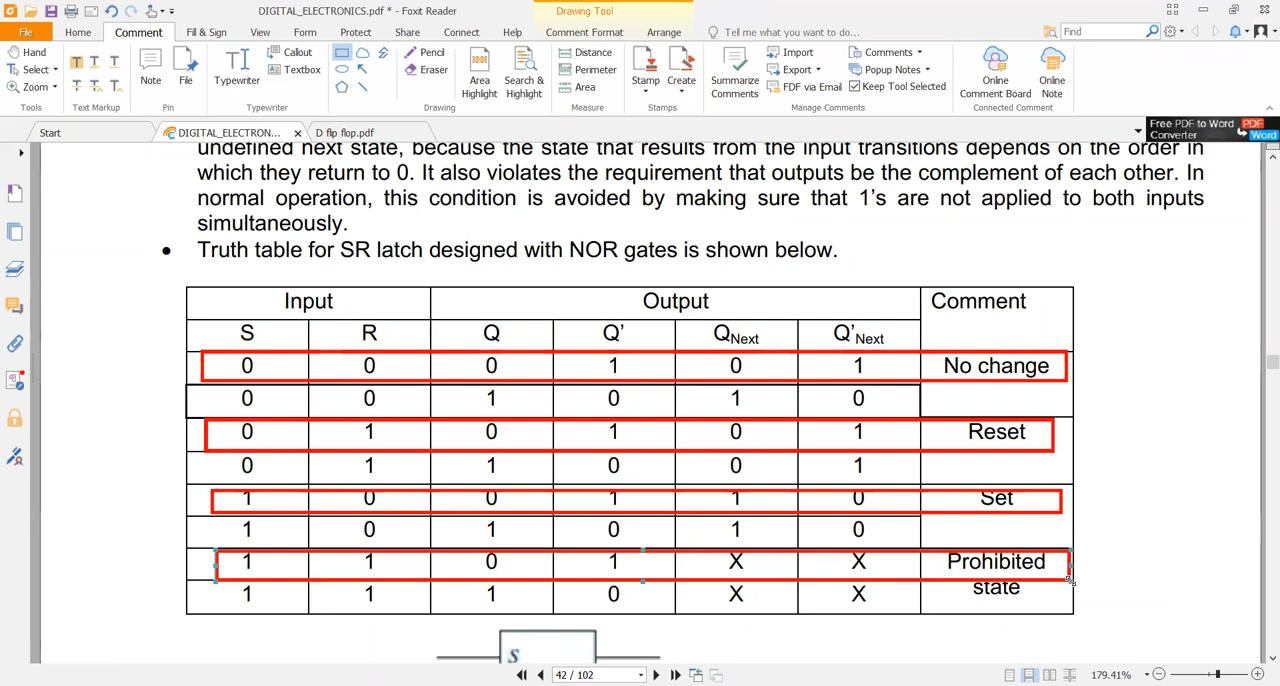 DIGITAL_ELECTRONICS.pdf * - Foxit Reader
Drawing Tool
File Home Comment Fill & Sign View Form Protect Share Connect Help Comment Format Arrange Tell me what you want to do... Find
Hand
Select
Zoom
Tools
T T T
T T T
Text Markup
Note
File
Pin
Typewriter
Callout
Textbox
Typewriter
Pencil
Eraser
Drawing
Area Highlight
Search & Highlight
Distance
Perimeter
Area
Measure
Stamp
Create
Stamps
Summarize Comments
Import
Export
FDF via Email
Comments
Popup Notes
Keep Tool Selected
Manage Comments
Online Comment Board
Online Note
Connected Comment
Start
DIGITAL_ELECTRON...
D flip flop.pdf
Free PDF to Word
Converter
PDF
Word
undefined next state, because the state that results from the input transitions depends on the order in
which they return to 0. It also violates the requirement that outputs be the complement of each other. In
normal operation, this condition is avoided by making sure that 1’s are not applied to both inputs
simultaneously.
• Truth table for SR latch designed with NOR gates is shown below.
Input Output Comment
S R Q Q’ QNext Q’Next
0 0 0 1 0 1 No change
0 0 1 0 1 0
0 1 0 1 0 1 Reset
0 1 1 0 0 1
1 0 0 1 1 0 Set
1 0 1 0 1 0
1 1 0 1 X X Prohibited
state
1 1 1 0 X X
S
42 / 102
179.41%